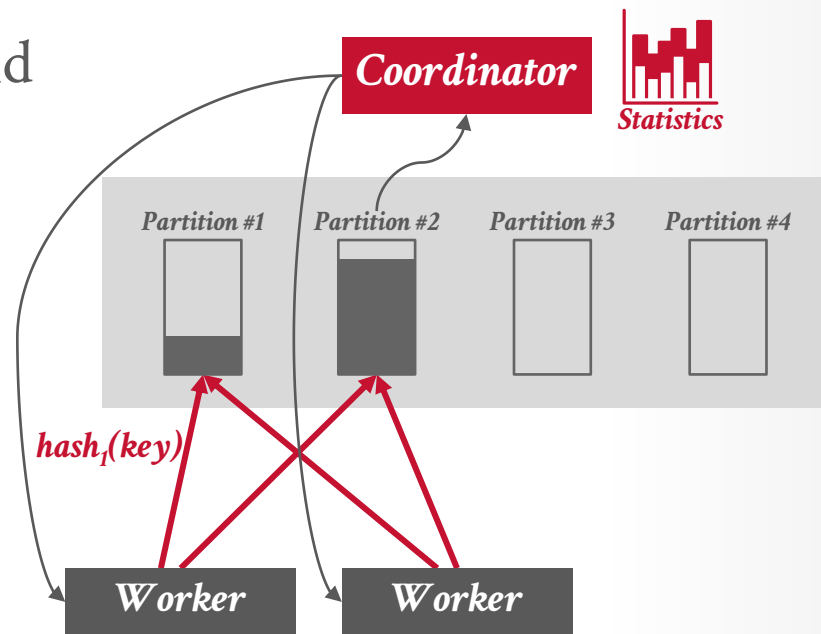 Coordinator
Statistics
Partition #1
Partition #2
Partition #3
Partition #4
hash₁(key)
Worker
Worker